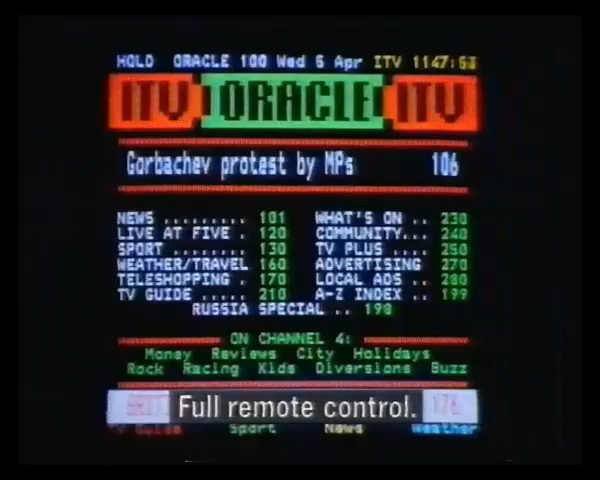 HOLD ORACLE 100 Wed 5 Apr ITV 1147:53
ITV ORACLE ITV
Gorbachev protest by MPs 106
NEWS ......... 101 WHAT'S ON .. 230
LIVE AT FIVE . 120 COMMUNITY... 240
SPORT ........ 130 TV PLUS .... 250
WEATHER/TRAVEL 160 ADVERTISING 270
TELESHOPPING . 170 LOCAL ADS .. 280
TV GUIDE ..... 210 A-Z INDEX .. 199
RUSSIA SPECIAL .. 198
ON CHANNEL 4:
Money Reviews City Holidays
Rock Racing Kids Diversions Buzz
Full remote control.
TV Guide Sport News Weather